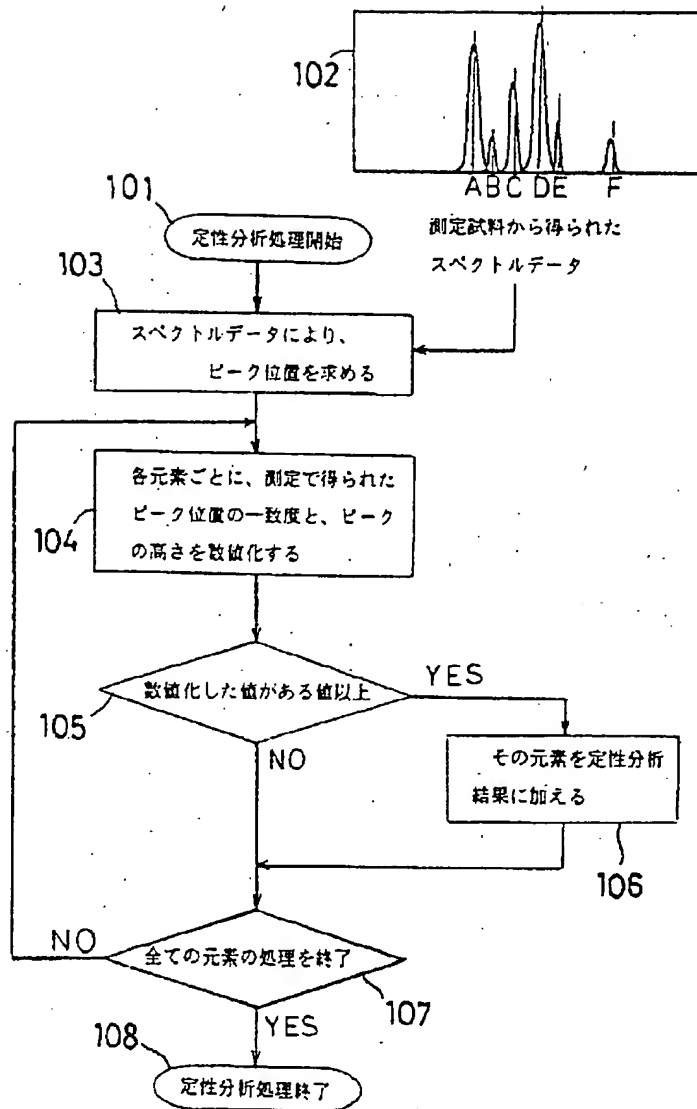 102
A B C D E F
測定試料から得られた
スペクトルデータ
101
定性分析処理開始
103
スペクトルデータにより、
ピーク位置を求める
104
各元素ごとに、測定で得られた
ピーク位置の一致度と、ピーク
の高さを数値化する
105
数値化した値がある値以上
YES
NO
その元素を定性分析
結果に加える
106
NO
全ての元素の処理を終了
107
YES
108
定性分析処理終了